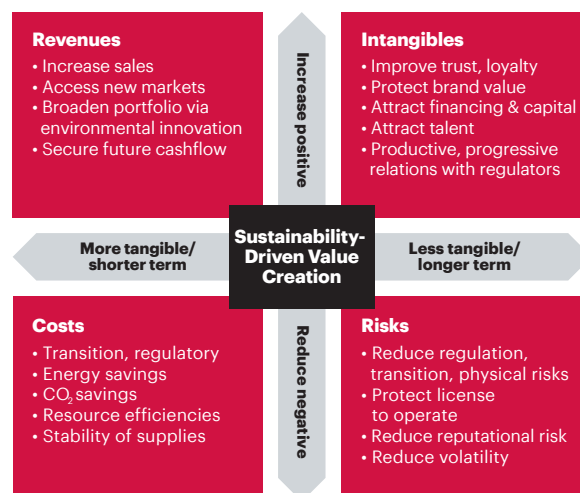 Revenues
• Increase sales
• Access new markets
• Broaden portfolio via
environmental innovation
• Secure future cashflow
Increase positive
Intangibles
• Improve trust, loyalty
• Protect brand value
• Attract financing & capital
• Attract talent
• Productive, progressive
relations with regulators
More tangible/
shorter term
Sustainability-
Driven Value
Creation
Less tangible/
longer term
Costs
• Transition, regulatory
• Energy savings
• CO₂ savings
• Resource efficiencies
• Stability of supplies
Reduce negative
Risks
• Reduce regulation,
transition, physical risks
• Protect license
to operate
• Reduce reputational risk
• Reduce volatility